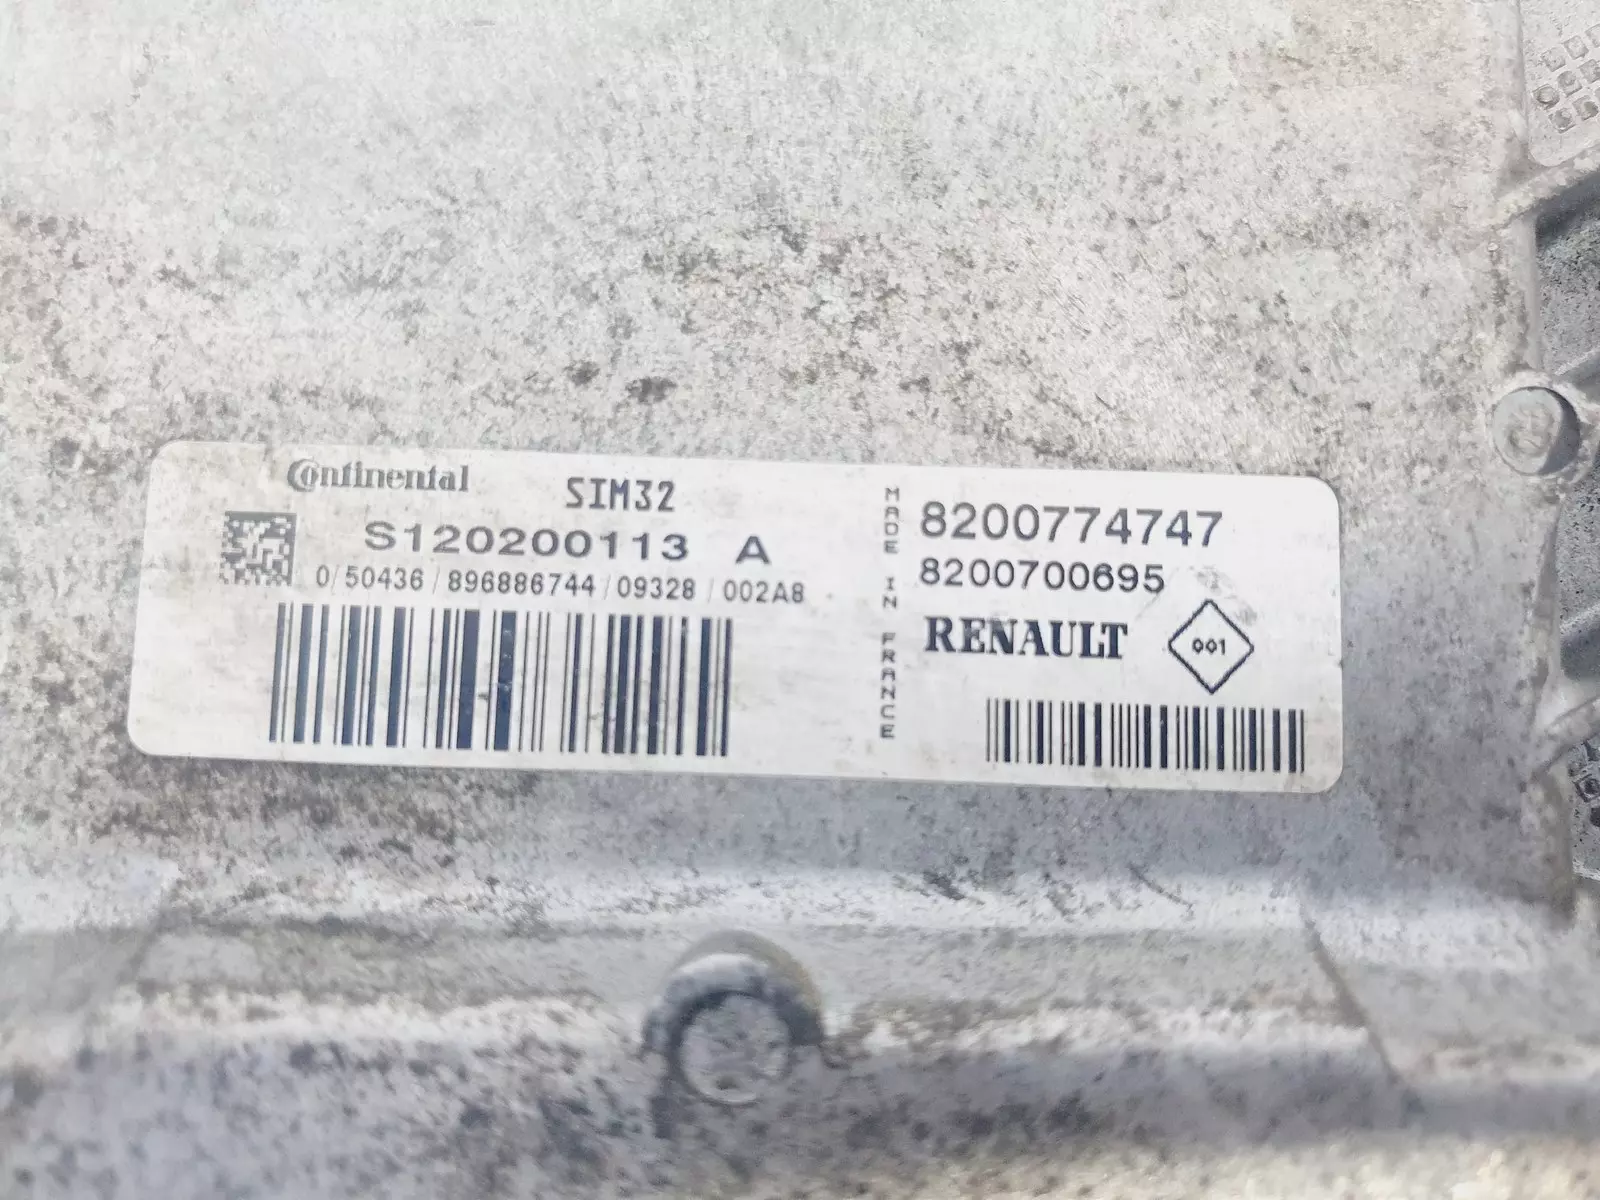 Continental SIM32
S120200113 A
0/50436/896886744/09328/002A8
MADE IN FRANCE
8200774747
8200700695
RENAULT 001